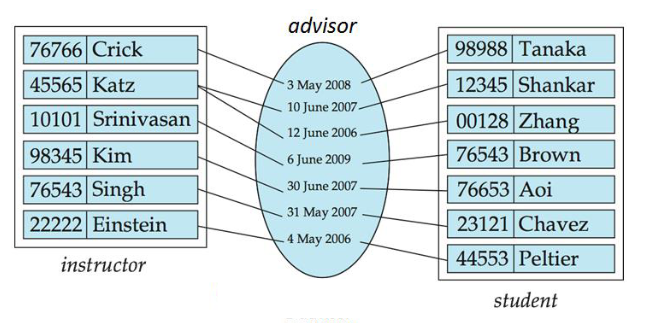 advisor
76766 Crick
45565 Katz
10101 Srinivasan
98345 Kim
76543 Singh
22222 Einstein
instructor
3 May 2008
10 June 2007
12 June 2006
6 June 2009
30 June 2007
31 May 2007
4 May 2006
98988 Tanaka
12345 Shankar
00128 Zhang
76543 Brown
76653 Aoi
23121 Chavez
44553 Peltier
student